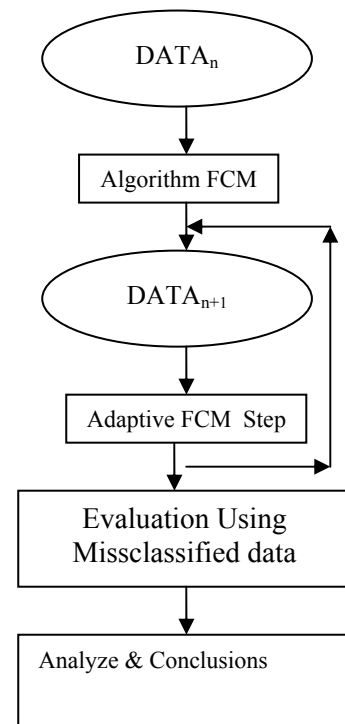 DATAn
Algorithm FCM
DATAn+1
Adaptive FCM Step
Evaluation Using
Missclassified data
Analyze & Conclusions